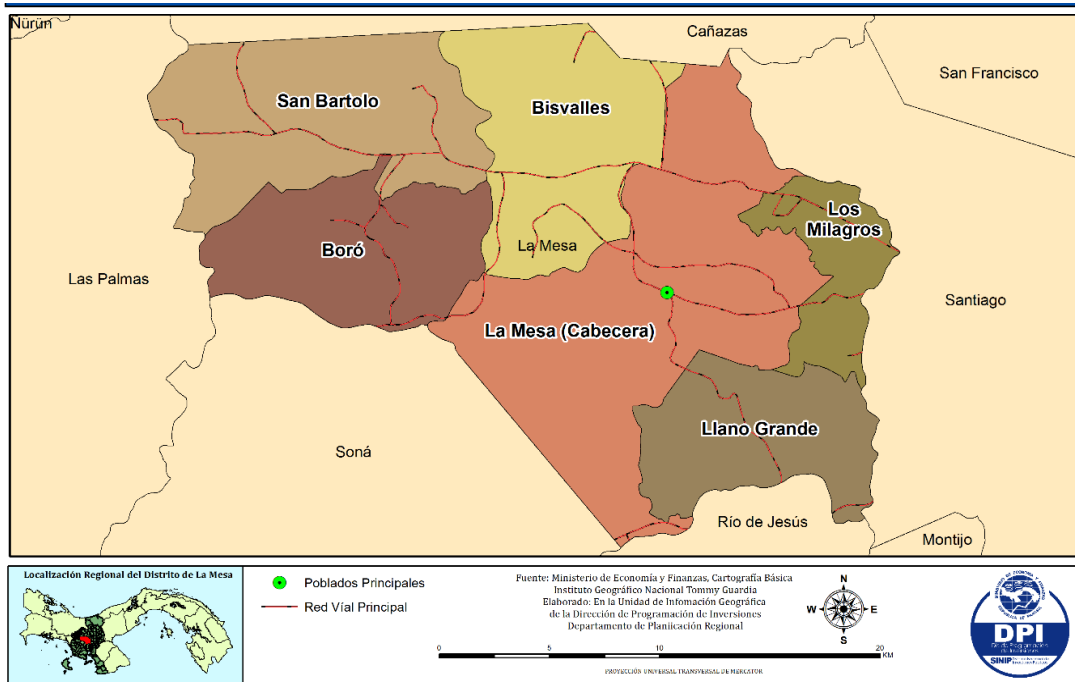 Ñürün
Cañazas
San Francisco
San Bartolo
Bisvalles
Los
Milagros
Boró
La Mesa
Las Palmas
Santiago
La Mesa (Cabecera)
Llano Grande
Soná
Río de Jesús
Montijo
Localización Regional del Distrito de La Mesa
Poblados Principales
Red Víal Principal
Fuente: Ministerio de Economía y Finanzas, Cartografía Básica
Instituto Geográfico Nacional Tommy Guardia
Elaborado: En la Unidad de Infomación Geográfica
de la Dirección de Programación de Inversiones
Departamento de Planificación Regional
N
W
E
S
0
5
10
20
KM
PROYECCIÓN UNIVERSAL TRANSVERSAL DE MERCATOR
DPI
SINIP